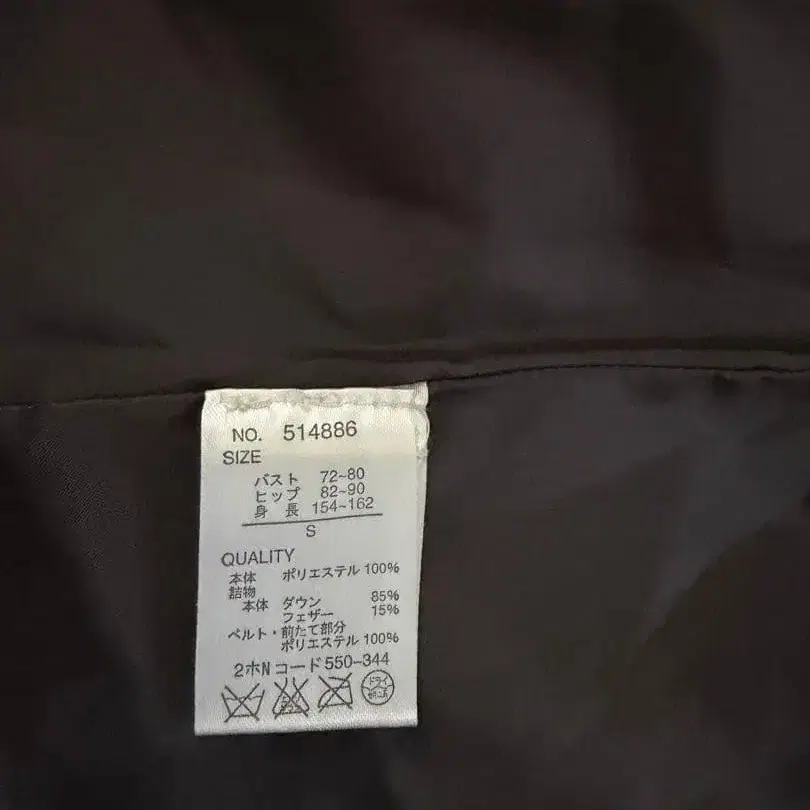 NO. 514886
SIZE
バスト 72~80
ヒップ 82~90
身長 154~162
S
QUALITY
本体 ポリエステル 100%
詰物
本体 ダウン 85%
フェザー 15%
ベルト・前たて部分
ポリエステル 100%
2ホNコード550-344
ドライ